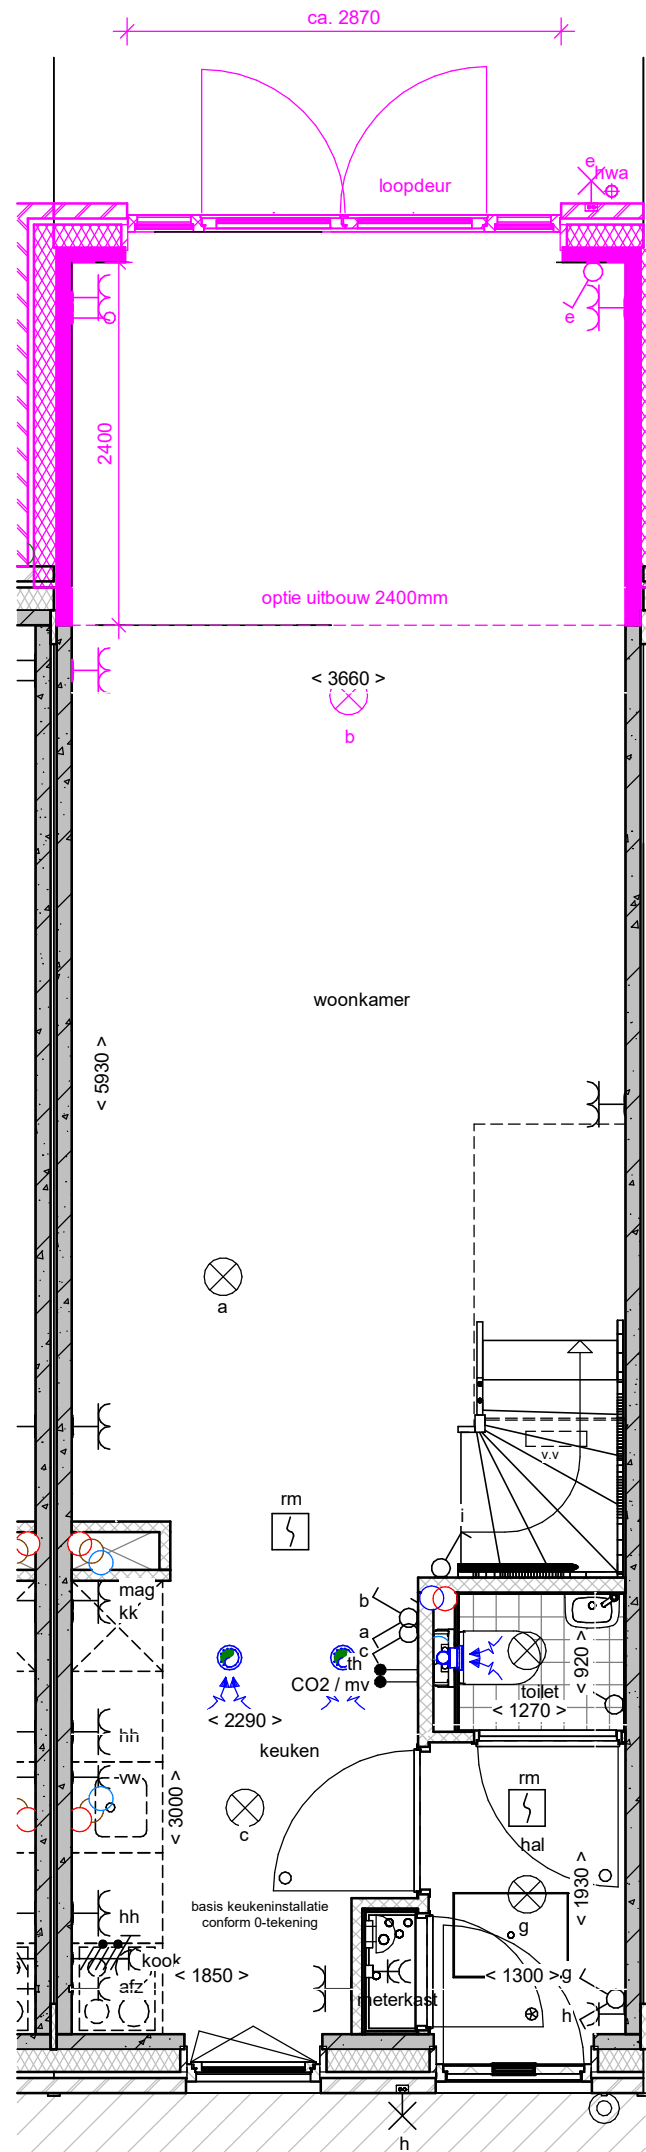 ca. 2870
loopdeur
e
hwa
e
2400
optie uitbouw 2400mm
< 3660 >
b
woonkamer
< 5930 >
a
v.v
rm
mag
kk
b
a
c
th
CO2 / mv
toilet
< 1270 >
< 920 >
< 2290 >
keuken
hh
vw
< 3000 >
c
rm
hal
hh
basis keukeninstallatie
conform 0-tekening
g
< 1930 >
kook
afz
< 1850 >
meterkast
< 1300 >
g
h
h